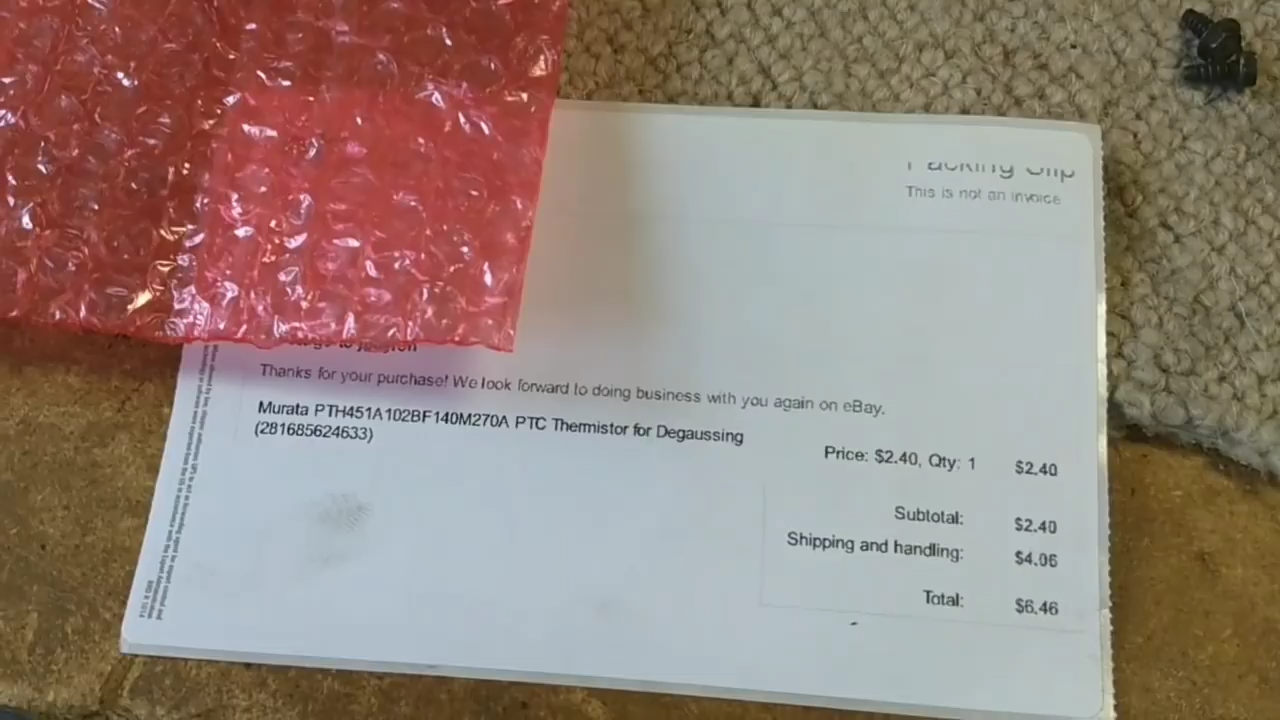 Packing Slip
This is not an invoice
Thanks for your purchase! We look forward to doing business with you again on eBay.
Murata PTH451A102BF140M270A PTC Thermistor for Degaussing
(281685624633)
Price: $2.40, Qty: 1 $2.40
Subtotal: $2.40
Shipping and handling: $4.06
Total: $6.46